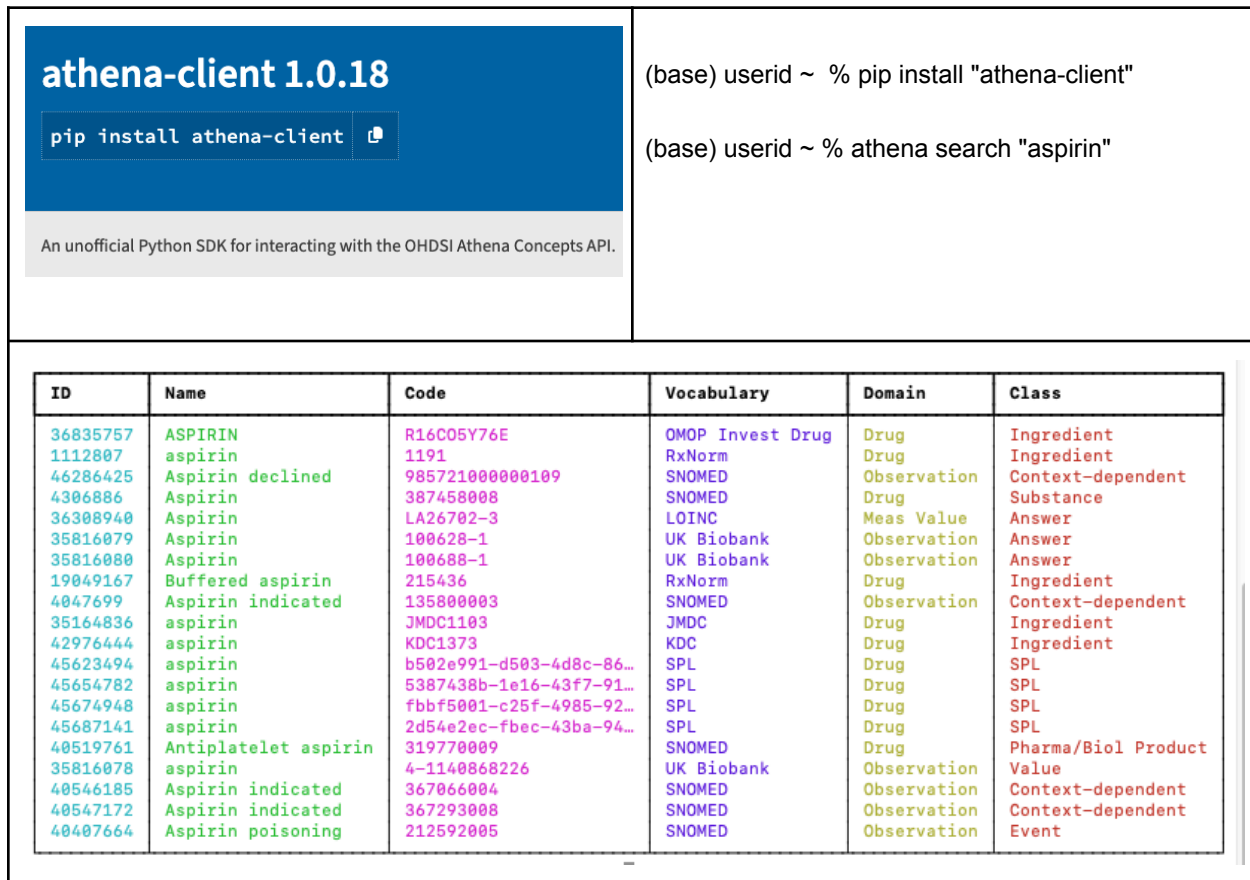 athena-client 1.0.18
pip install athena-client
An unofficial Python SDK for interacting with the OHDSI Athena Concepts API.
(base) userid ~  % pip install "athena-client"
(base) userid ~ % athena search "aspirin"
ID Name Code Vocabulary Domain Class
36835757 ASPIRIN R16CO5Y76E OMOP Invest Drug Drug Ingredient
1112807 aspirin 1191 RxNorm Drug Ingredient
46286425 Aspirin declined 985721000000109 SNOMED Observation Context-dependent
4306886 Aspirin 387458008 SNOMED Drug Substance
36308940 Aspirin LA26702-3 LOINC Meas Value Answer
35816079 Aspirin 100628-1 UK Biobank Observation Answer
35816080 Aspirin 100688-1 UK Biobank Observation Answer
19049167 Buffered aspirin 215436 RxNorm Drug Ingredient
4047699 Aspirin indicated 135800003 SNOMED Observation Context-dependent
35164836 aspirin JMDC1103 JMDC Drug Ingredient
42976444 aspirin KDC1373 KDC Drug Ingredient
45623494 aspirin b502e991-d503-4d8c-86… SPL Drug SPL
45654782 aspirin 5387438b-1e16-43f7-91… SPL Drug SPL
45674948 aspirin fbbf5001-c25f-4985-92… SPL Drug SPL
45687141 aspirin 2d54e2ec-fbec-43ba-94… SPL Drug SPL
40519761 Antiplatelet aspirin 319770009 SNOMED Drug Pharma/Biol Product
35816078 aspirin 4-1140868226 UK Biobank Observation Value
40546185 Aspirin indicated 367066004 SNOMED Observation Context-dependent
40547172 Aspirin indicated 367293008 SNOMED Observation Context-dependent
40407664 Aspirin poisoning 212592005 SNOMED Observation Event